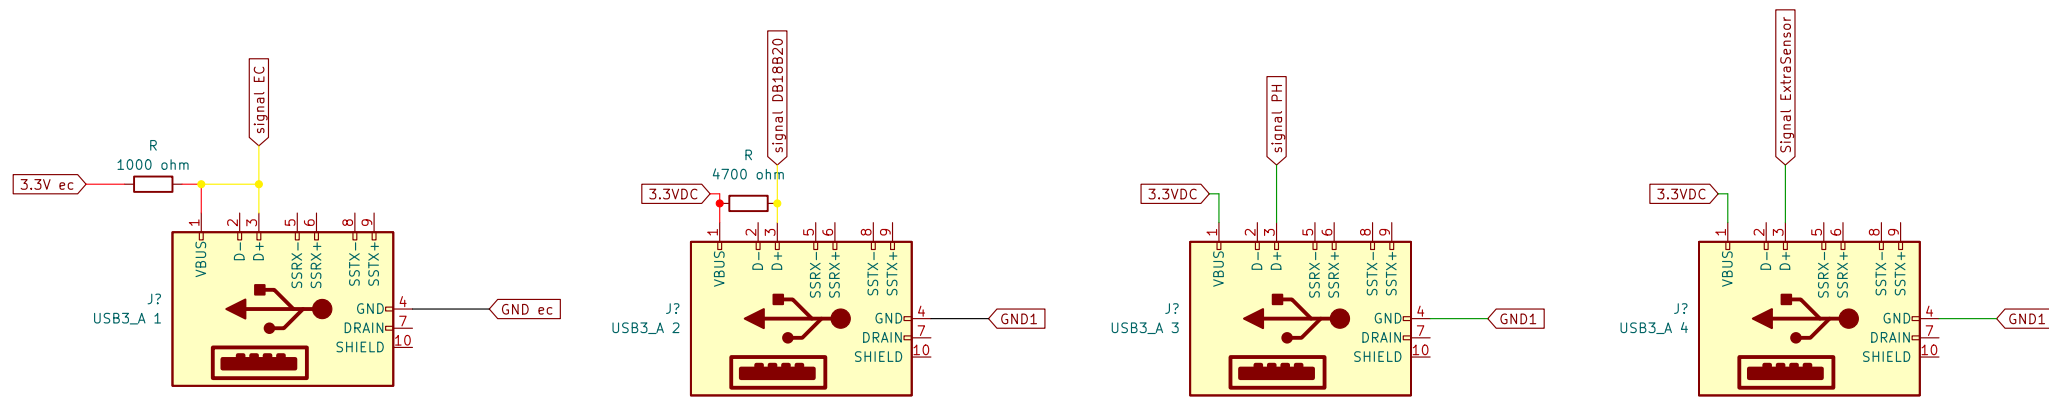 signal EC
R
1000 ohm
3.3V ec
1
2
3
5
6
8
9
VBUS
D-
D+
SSRX-
SSRX+
SSTX-
SSTX+
J?
USB3_A 1
GND
4
GND ec
DRAIN
7
SHIELD
10
signal DB18B20
R
4700 ohm
3.3VDC
1
2
3
5
6
8
9
VBUS
D-
D+
SSRX-
SSRX+
SSTX-
SSTX+
J?
USB3_A 2
GND
4
GND1
DRAIN
7
SHIELD
10
signal PH
3.3VDC
1
2
3
5
6
8
9
VBUS
D-
D+
SSRX-
SSRX+
SSTX-
SSTX+
J?
USB3_A 3
GND
4
GND1
DRAIN
7
SHIELD
10
Signal ExtraSensor
3.3VDC
1
2
3
5
6
8
9
VBUS
D-
D+
SSRX-
SSRX+
SSTX-
SSTX+
J?
USB3_A 4
GND
4
GND1
DRAIN
7
SHIELD
10